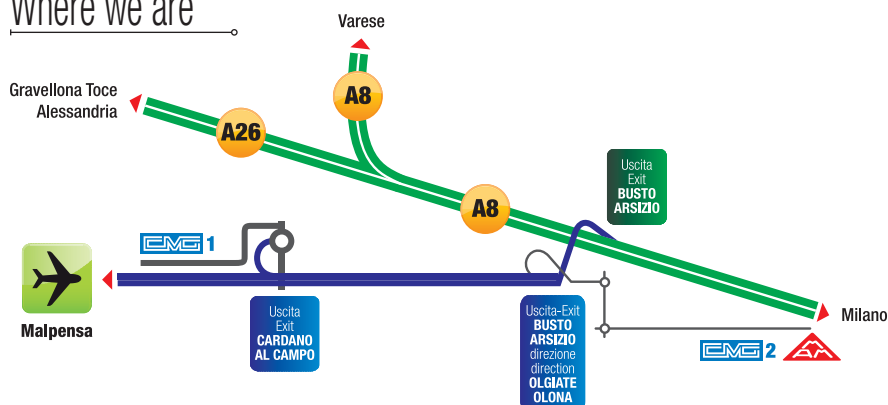 Where we are
Varese
Gravellona Toce
Alessandria
A8
A26
A8
Uscita
Exit
BUSTO
ARSIZIO
CMG 1
Malpensa
Uscita
Exit
CARDANO
AL CAMPO
Uscita-Exit
BUSTO
ARSIZIO
direzione
direction
OLGIATE
OLONA
Milano
CMG 2
MAM